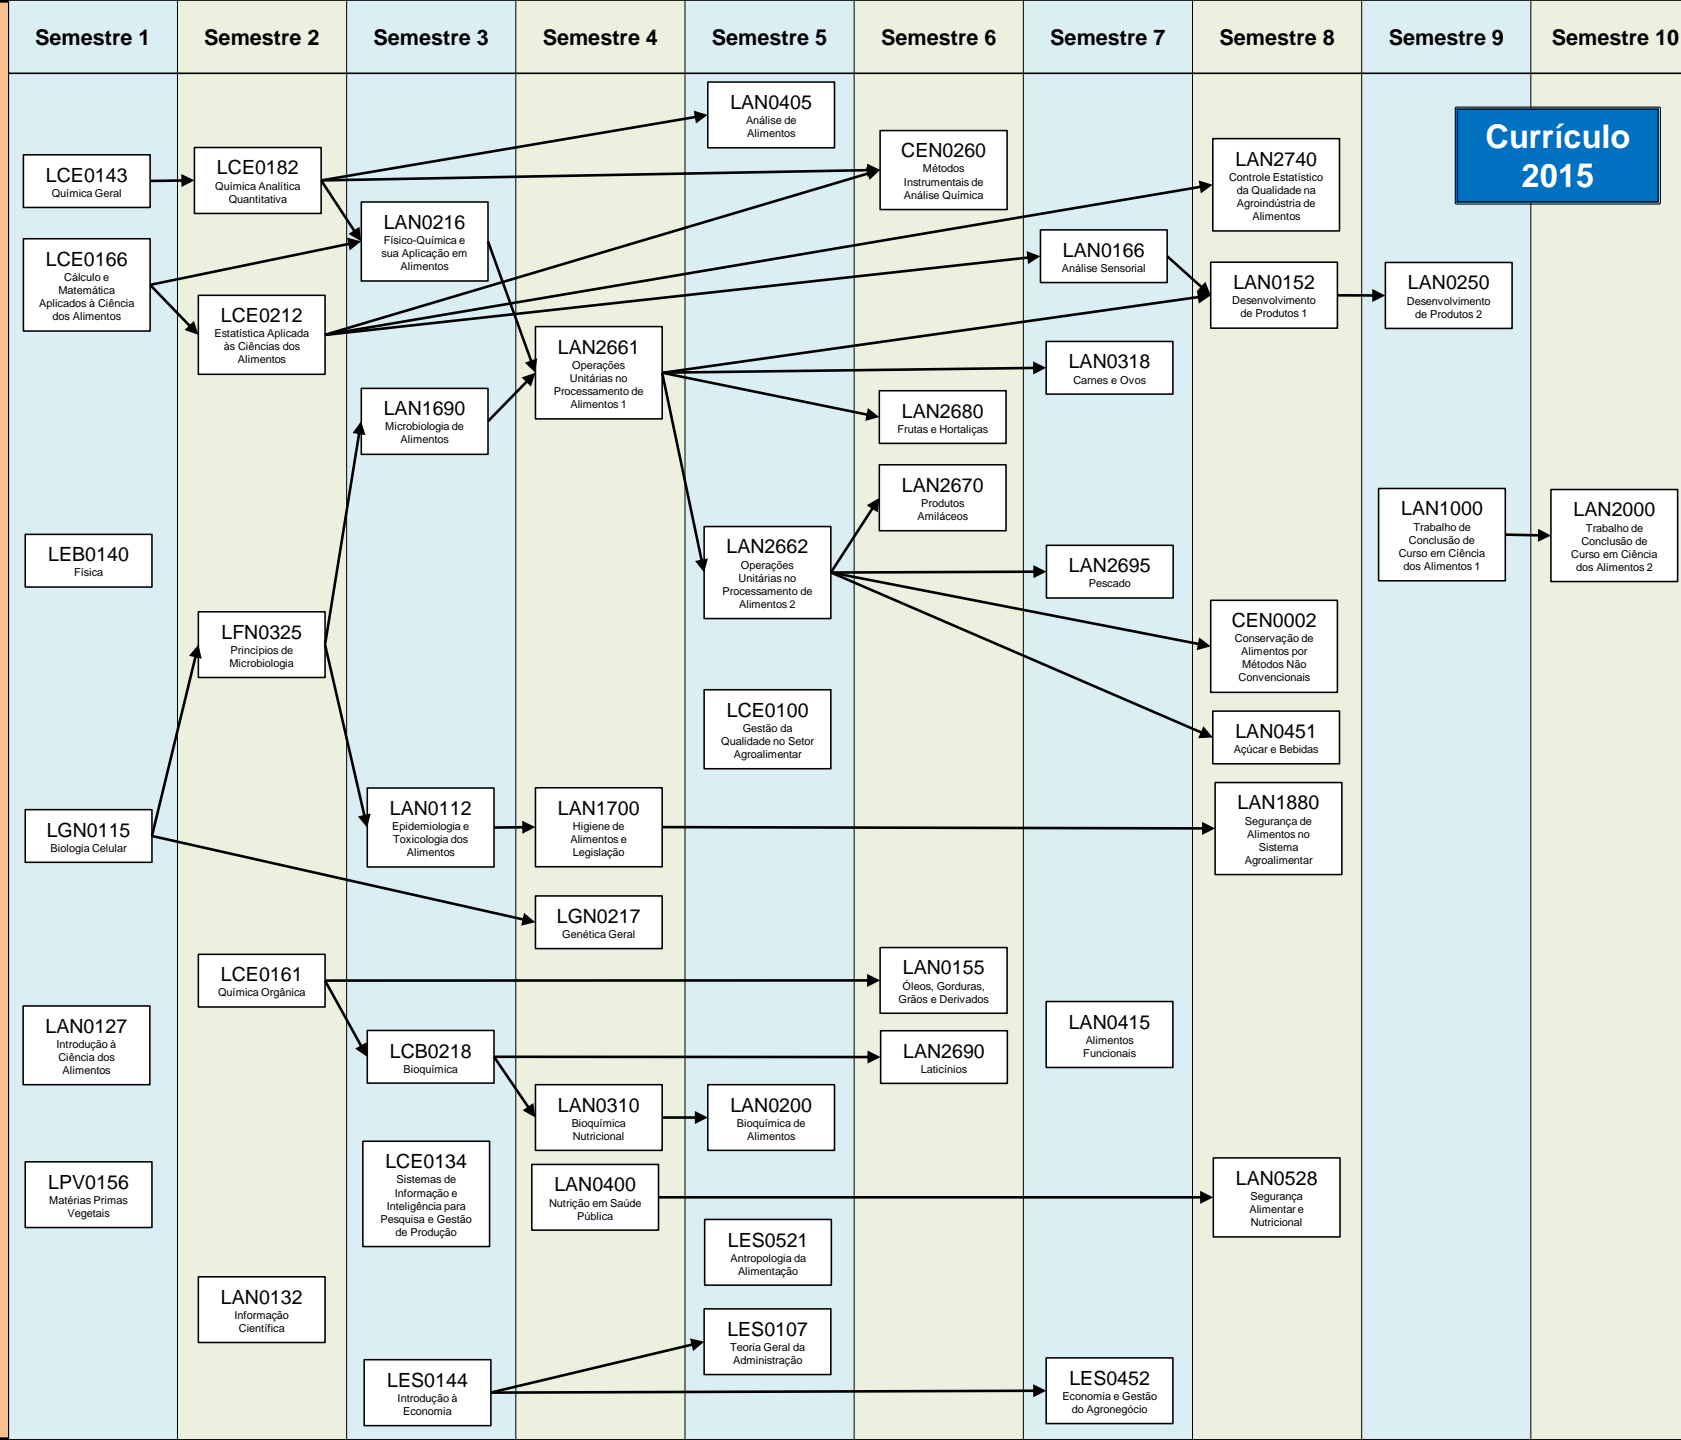 Semestre 1
Semestre 2
Semestre 3
Semestre 4
Semestre 5
Semestre 6
Semestre 7
Semestre 8
Semestre 9
Semestre 10
Currículo
2015
LCE0143
Química Geral
LCE0166
Cálculo e
Matemática
Aplicados à Ciência
dos Alimentos
LEB0140
Física
LGN0115
Biologia Celular
LAN0127
Introdução à
Ciência dos
Alimentos
LPV0156
Matérias Primas
Vegetais
LCE0182
Química Analítica
Quantitativa
LCE0212
Estatística Aplicada
às Ciências dos
Alimentos
LFN0325
Princípios de
Microbiologia
LCE0161
Química Orgânica
LAN0132
Informação
Científica
LAN0216
Físico-Química e
sua Aplicação em
Alimentos
LAN1690
Microbiologia de
Alimentos
LAN0112
Epidemiologia e
Toxicologia dos
Alimentos
LCB0218
Bioquímica
LCE0134
Sistemas de
Informação e
Inteligência para
Pesquisa e Gestão
de Produção
LES0144
Introdução à
Economia
LAN2661
Operações
Unitárias no
Processamento de
Alimentos 1
LAN1700
Higiene de
Alimentos e
Legislação
LGN0217
Genética Geral
LAN0310
Bioquímica
Nutricional
LAN0400
Nutrição em Saúde
Pública
LAN0405
Análise de
Alimentos
LAN2662
Operações
Unitárias no
Processamento de
Alimentos 2
LCE0100
Gestão da
Qualidade no Setor
Agroalimentar
LAN0200
Bioquímica de
Alimentos
LES0521
Antropologia da
Alimentação
LES0107
Teoria Geral da
Administração
CEN0260
Métodos
Instrumentais de
Análise Química
LAN2680
Frutas e Hortaliças
LAN2670
Produtos
Amiláceos
LAN0155
Óleos, Gorduras,
Grãos e Derivados
LAN2690
Laticínios
LAN0166
Análise Sensorial
LAN0318
Carnes e Ovos
LAN2695
Pescado
LAN0415
Alimentos
Funcionais
LES0452
Economia e Gestão
do Agronegócio
LAN2740
Controle Estatístico
da Qualidade na
Agroindústria de
Alimentos
LAN0152
Desenvolvimento
de Produtos 1
CEN0002
Conservação de
Alimentos por
Métodos Não
Convencionais
LAN0451
Açúcar e Bebidas
LAN1880
Segurança de
Alimentos no
Sistema
Agroalimentar
LAN0528
Segurança
Alimentar e
Nutricional
LAN0250
Desenvolvimento
de Produtos 2
LAN1000
Trabalho de
Conclusão de
Curso em Ciência
dos Alimentos 1
LAN2000
Trabalho de
Conclusão de
Curso em Ciência
dos Alimentos 2